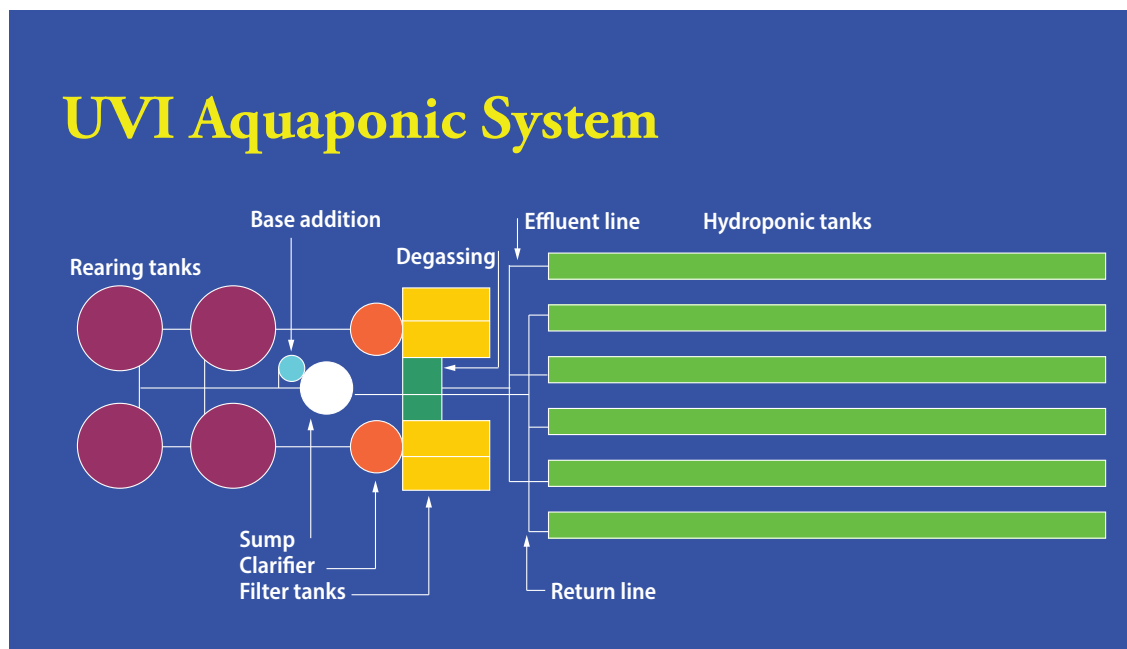 UVI Aquaponic System
Base addition
Effluent line
Hydroponic tanks
Degassing
Rearing tanks
Sump
Clarifier
Filter tanks
Return line